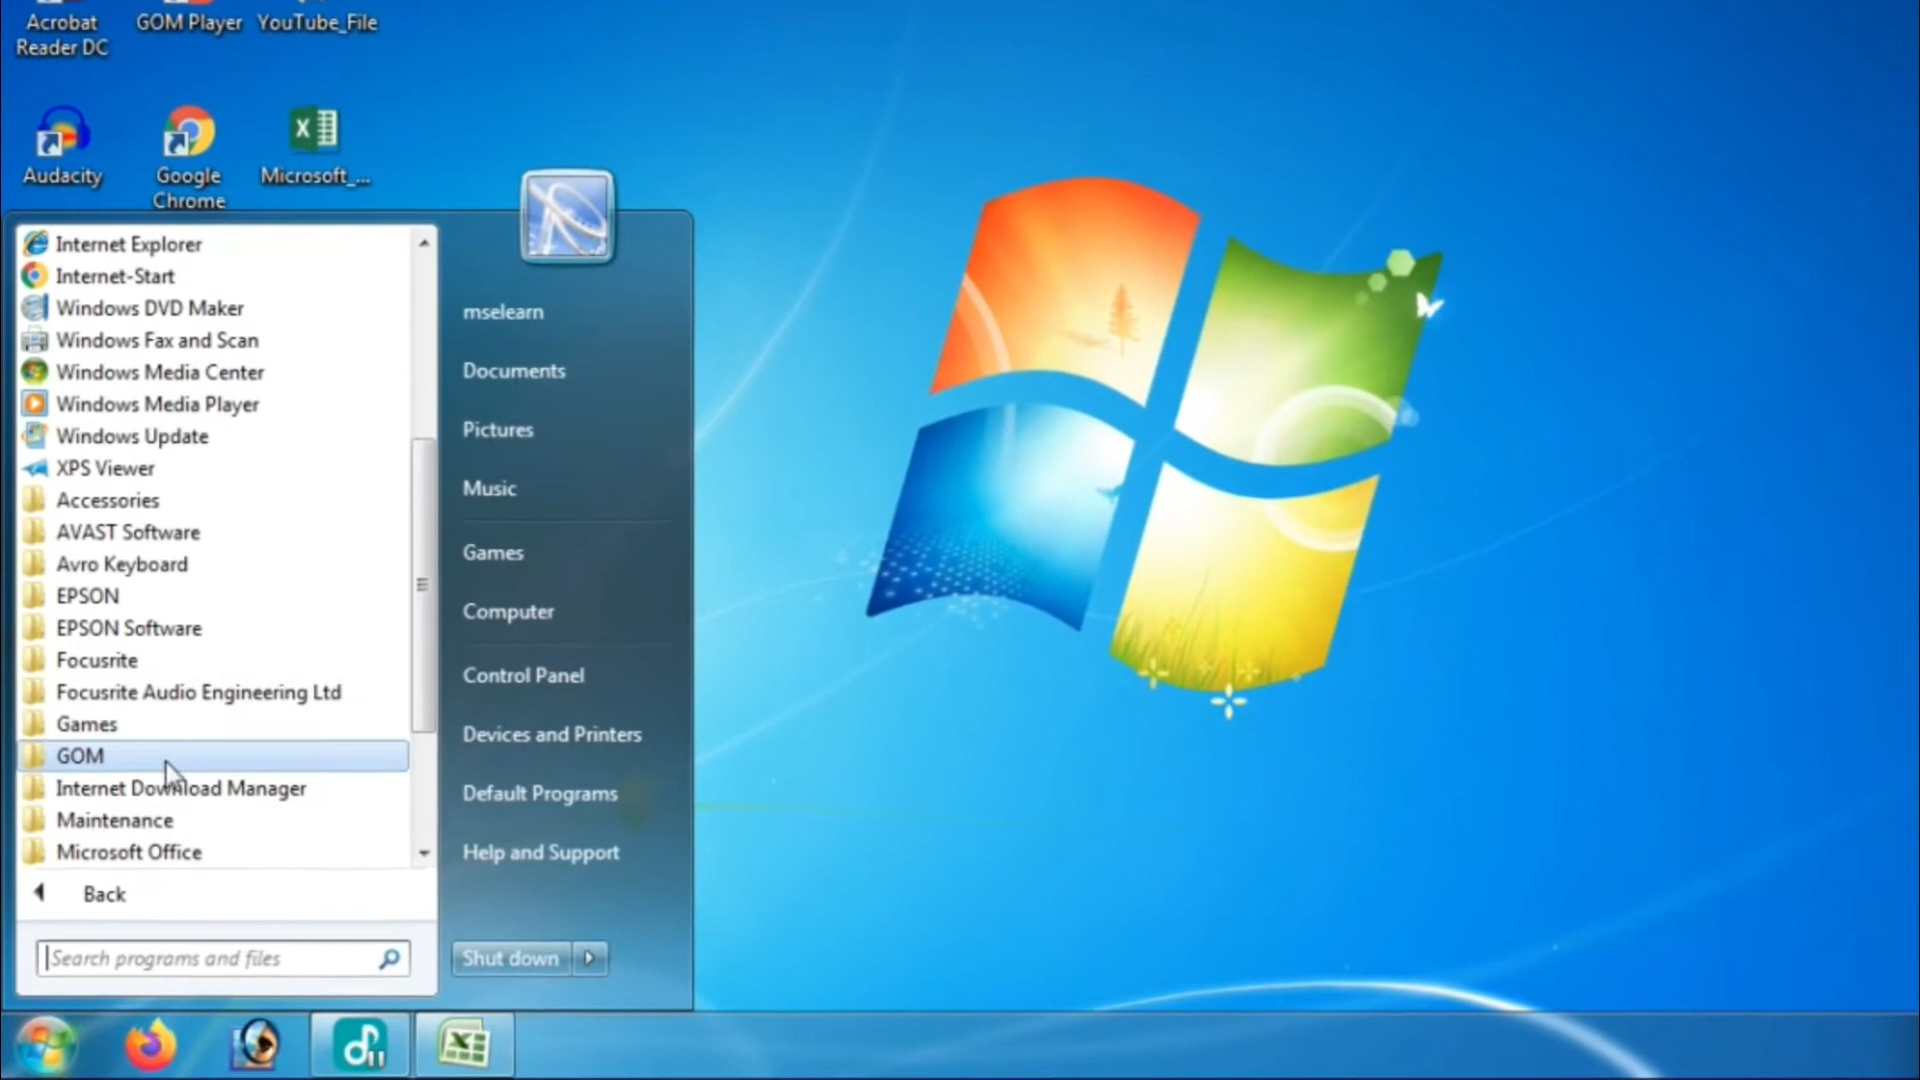 Acrobat
Reader DC
GOM Player
YouTube_File
Audacity
Google
Chrome
Microsoft_...
Internet Explorer
Internet-Start
Windows DVD Maker
Windows Fax and Scan
Windows Media Center
Windows Media Player
Windows Update
XPS Viewer
Accessories
AVAST Software
Avro Keyboard
EPSON
EPSON Software
Focusrite
Focusrite Audio Engineering Ltd
Games
GOM
Internet Download Manager
Maintenance
Microsoft Office
Back
Search programs and files
mselearn
Documents
Pictures
Music
Games
Computer
Control Panel
Devices and Printers
Default Programs
Help and Support
Shut down